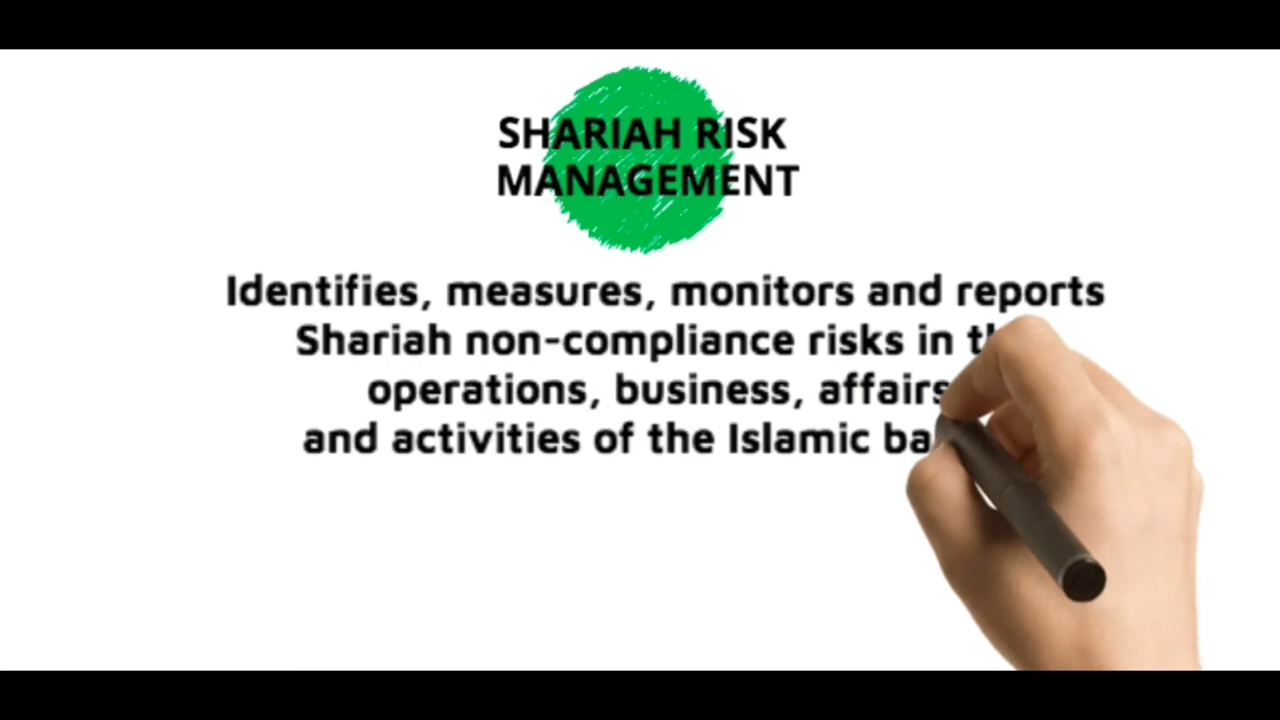 SHARIAH RISK
MANAGEMENT
Identifies, measures, monitors and reports
Shariah non-compliance risks in
operations, business, affairs
and activities of the Islamic